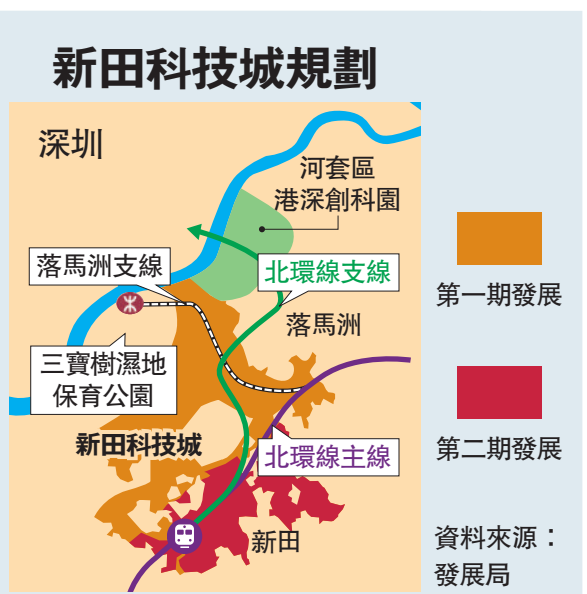 新田科技城規劃
深圳
河套區
港深創科園
落馬洲支線
北環線支線
第一期發展
落馬洲
三寶樹濕地
保育公園
新田科技城
北環線主線
第二期發展
新田
資料來源：
發展局